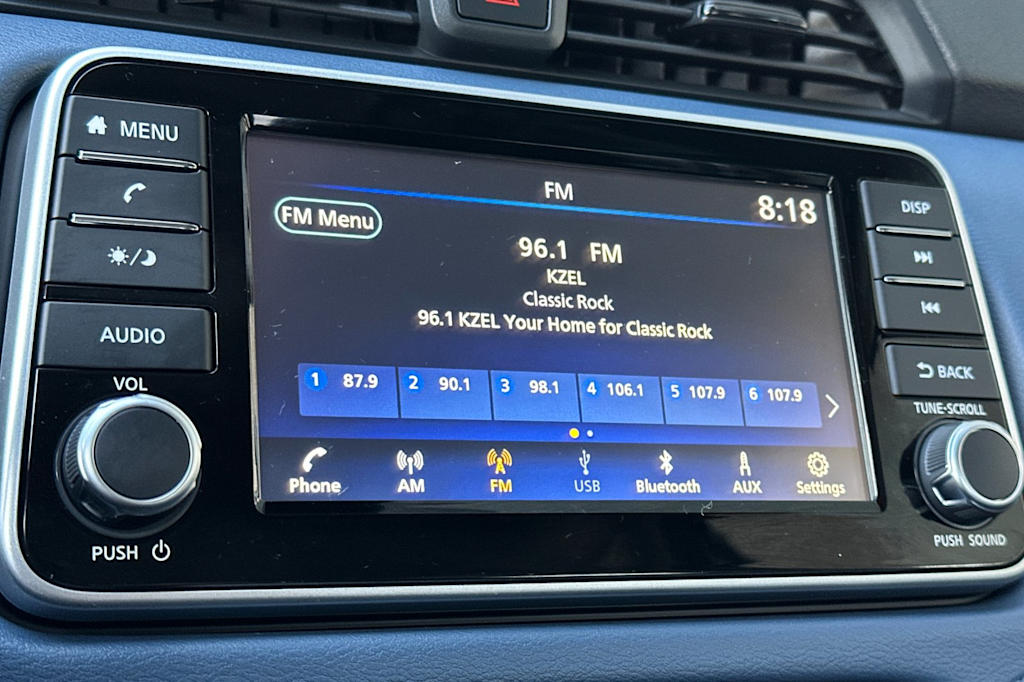 MENU
AUDIO
VOL
PUSH
FM
FM Menu
8:18
96.1 FM
KZEL
Classic Rock
96.1 KZEL Your Home for Classic Rock
1 87.9
2 90.1
3 98.1
4 106.1
5 107.9
6 107.9
Phone
AM
FM
USB
Bluetooth
AUX
Settings
DISP
BACK
TUNE-SCROLL
PUSH SOUND